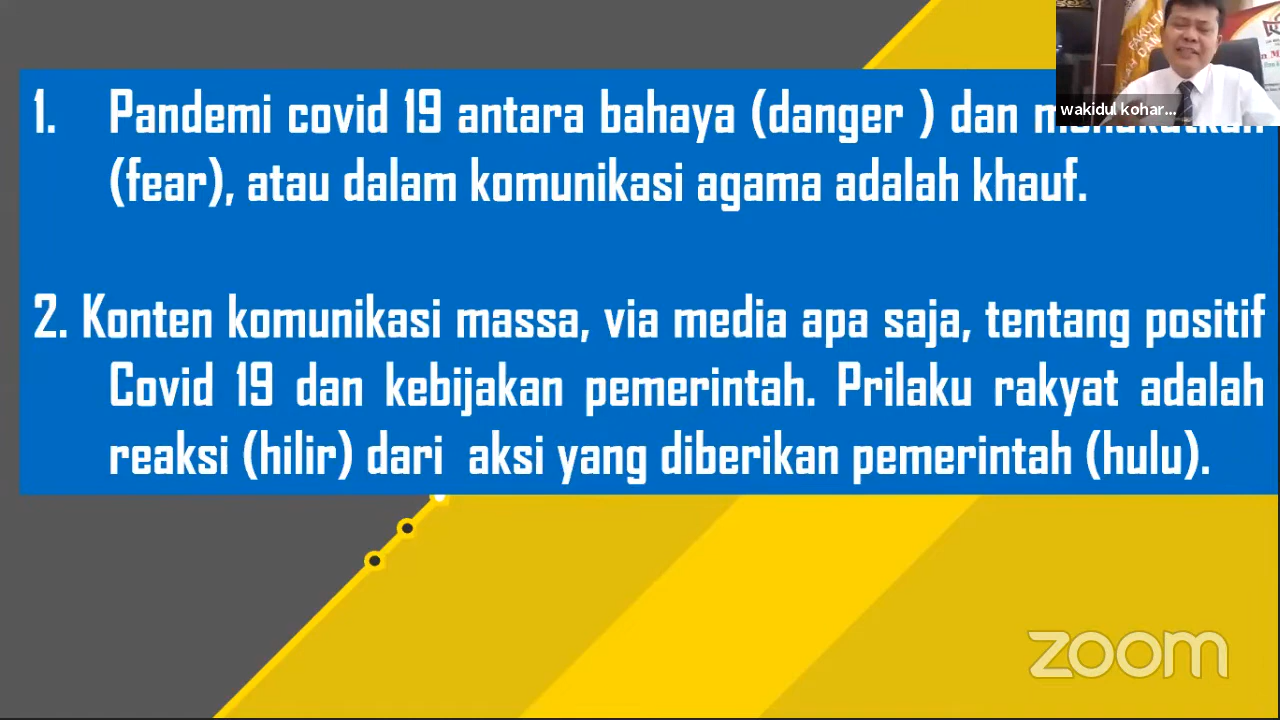 1. Pandemi covid 19 antara bahaya (danger ) dan
(fear), atau dalam komunikasi agama adalah khauf.
2. Konten komunikasi massa, via media apa saja, tentang positif
Covid 19 dan kebijakan pemerintah. Prilaku rakyat adalah
reaksi (hilir) dari aksi yang diberikan pemerintah (hulu).
wakidul kohar...
FAKULTA
zoom